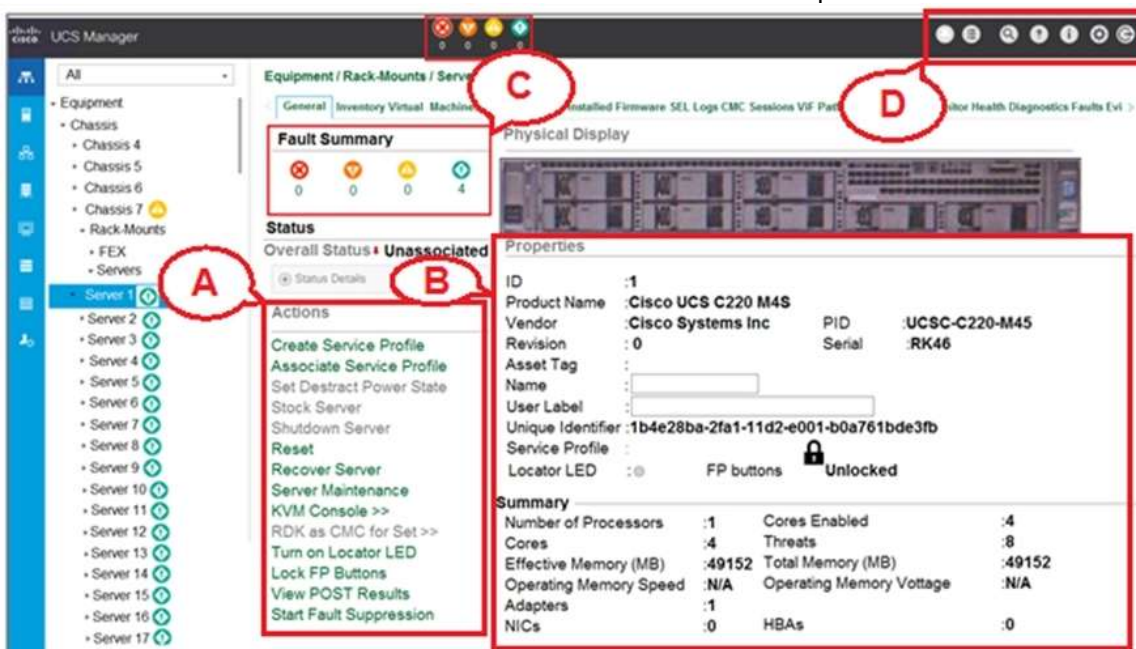 cisco UCS Manager
0 0 0 0
All
Equipment
Chassis
Chassis 4
Chassis 5
Chassis 6
Chassis 7
Rack-Mounts
FEX
Servers
Server 1
Server 2
Server 3
Server 4
Server 5
Server 6
Server 7
Server 8
Server 9
Server 10
Server 11
Server 12
Server 13
Server 14
Server 15
Server 16
Server 17
Equipment / Rack-Mounts / Serve
General Inventory Virtual Machine nstalled Firmware SEL Logs CMC Sessions VIF Pat itor Health Diagnostics Faults Evi >
C
D
Fault Summary
0 0 0 4
Status
Overall Status Unassociated
Status Details
A
Actions
Create Service Profile
Associate Service Profile
Set Destract Power State
Stock Server
Shutdown Server
Reset
Recover Server
Server Maintenance
KVM Console >>
RDK as CMC for Set >>
Turn on Locator LED
Lock FP Buttons
View POST Results
Start Fault Suppression
Physical Display
B
Properties
ID :1
Product Name :Cisco UCS C220 M4S
Vendor :Cisco Systems Inc PID :UCSC-C220-M45
Revision : 0 Serial :RK46
Asset Tag :
Name :
User Label :
Unique Identifier :1b4e28ba-2fa1-11d2-e001-b0a761bde3fb
Service Profile :
Locator LED : FP buttons Unlocked
Summary
Number of Processors :1 Cores Enabled :4
Cores :4 Threats :8
Effective Memory (MB) :49152 Total Memory (MB) :49152
Operating Memory Speed :N/A Operating Memory Vottage :N/A
Adapters :1
NICs :0 HBAs :0